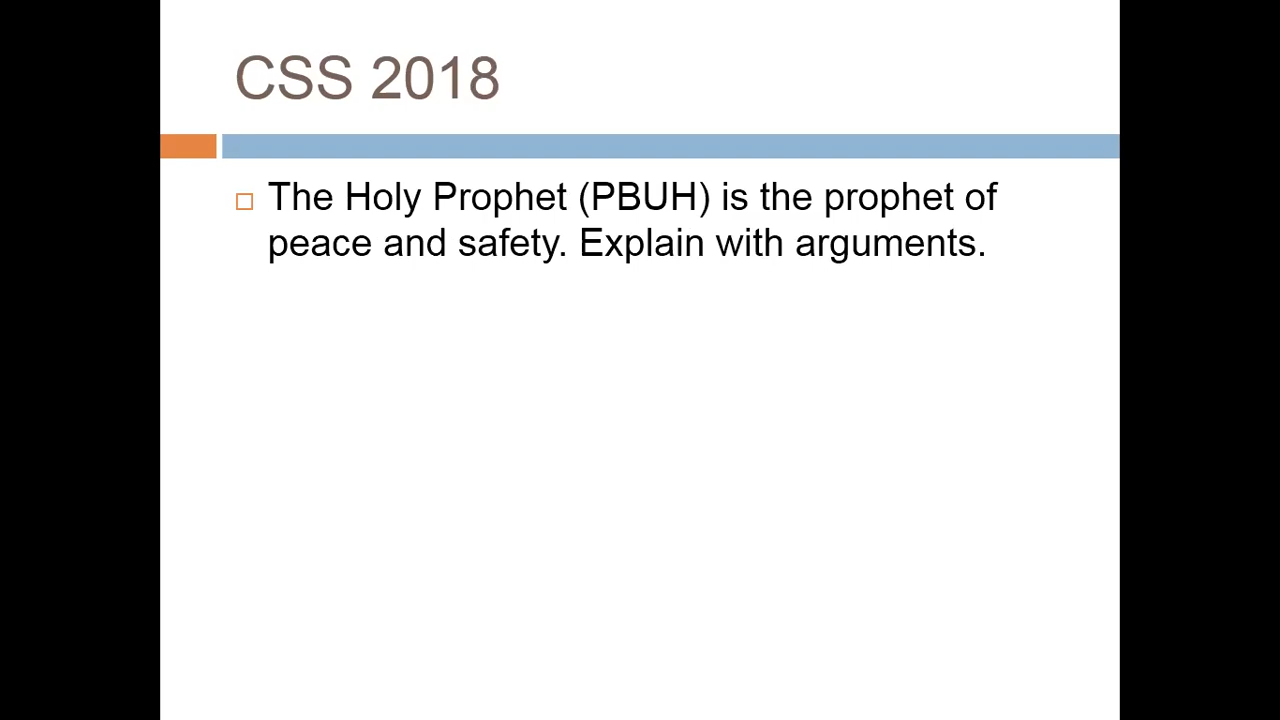 CSS 2018
The Holy Prophet (PBUH) is the prophet of
peace and safety. Explain with arguments.